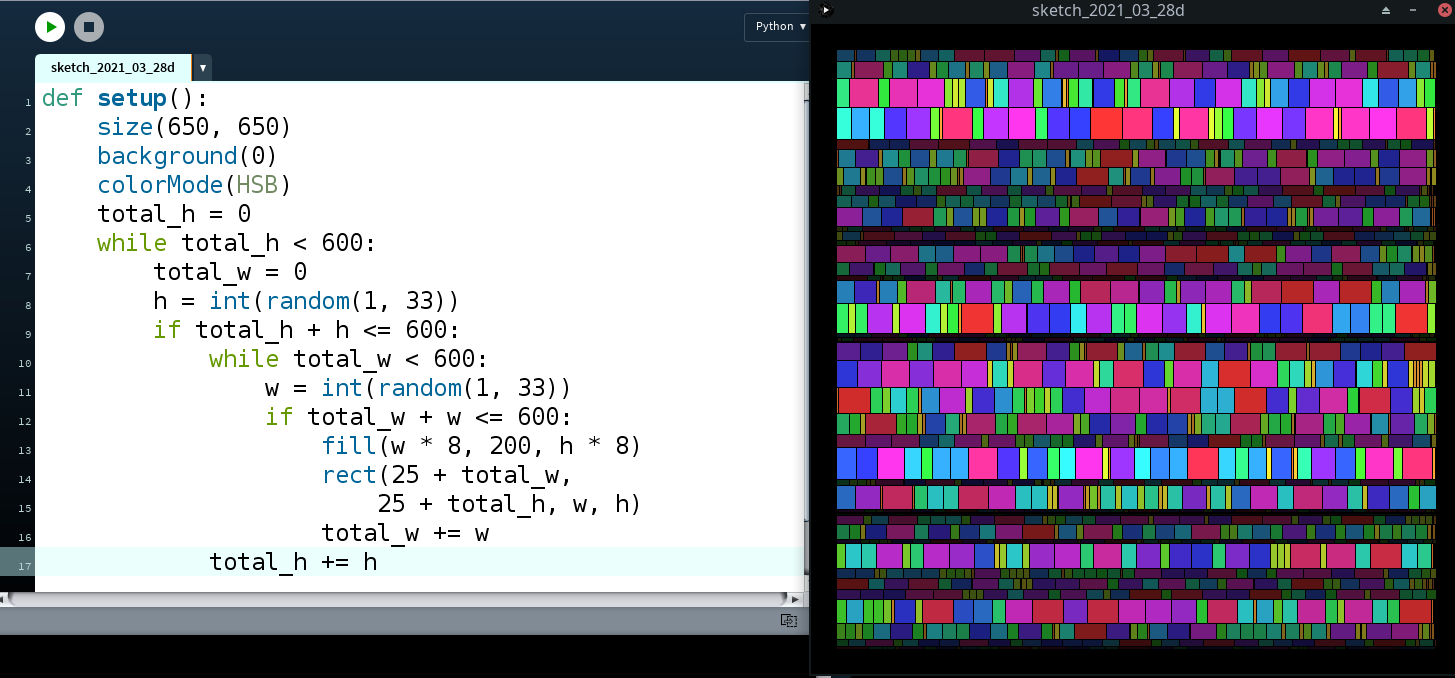 sketch_2021_03_28d
Python ▾
sketch_2021_03_28d ▾
1 def setup():
2     size(650, 650)
3     background(0)
4     colorMode(HSB)
5     total_h = 0
6     while total_h < 600:
7         total_w = 0
8         h = int(random(1, 33))
9         if total_h + h <= 600:
10             while total_w < 600:
11                 w = int(random(1, 33))
12                 if total_w + w <= 600:
13                     fill(w * 8, 200, h * 8)
14                     rect(25 + total_w,
15                         25 + total_h, w, h)
16                     total_w += w
17             total_h += h